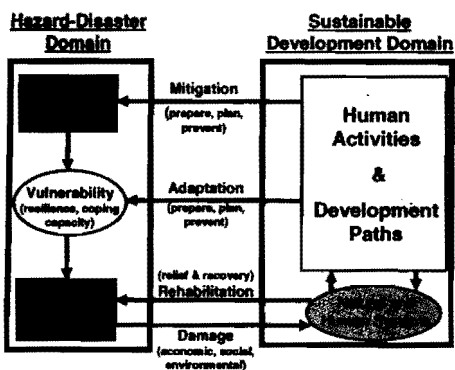 Hazard-Disaster
Domain
Sustainable
Development Domain
Mitigation
(prepare, plan,
prevent)
Human
Activities
&
Development
Paths
Vulnerability
(resilience, coping
capacity)
Adaptation
(prepare, plan,
prevent)
(relief & recovery)
Rehabilitation
Damage
(economic, social,
environmental)